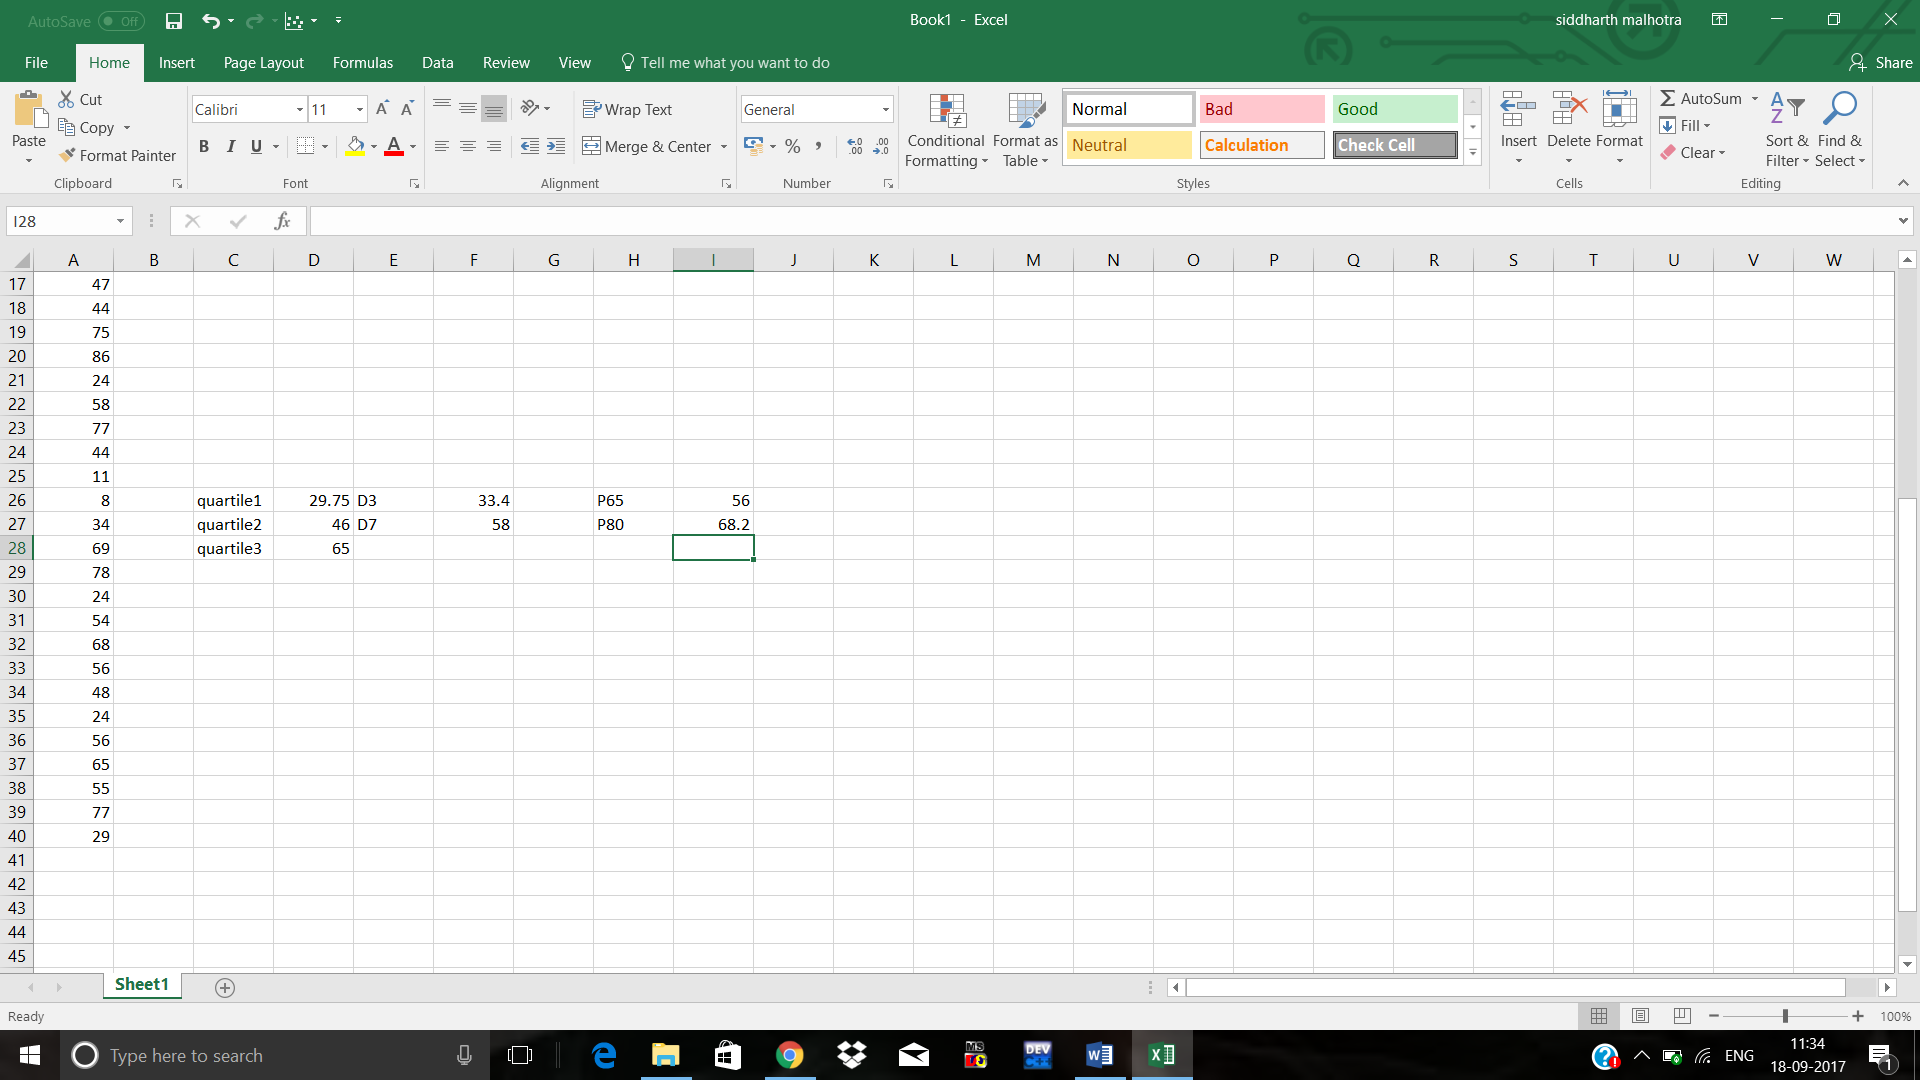 AutoSave Off
Book1 - Excel
siddharth malhotra
File Home Insert Page Layout Formulas Data Review View Tell me what you want to do Share
Paste
Cut
Copy
Format Painter
Clipboard
Calibri 11
B I U
Font
Wrap Text
Merge & Center
Alignment
General
Number
Conditional Formatting
Format as Table
Normal Bad Good
Neutral Calculation Check Cell
Styles
Insert Delete Format
Cells
AutoSum
Fill
Clear
Sort & Filter
Find & Select
Editing
I28
fx
A B C D E F G H I J K L M N O P Q R S T U V W
17 47
18 44
19 75
20 86
21 24
22 58
23 77
24 44
25 11
26 8 quartile1 29.75 D3 33.4 P65 56
27 34 quartile2 46 D7 58 P80 68.2
28 69 quartile3 65
29 78
30 24
31 54
32 68
33 56
34 48
35 24
36 56
37 65
38 55
39 77
40 29
41
42
43
44
45
Sheet1
Ready
100%
Type here to search
ENG
11:34
18-09-2017
1